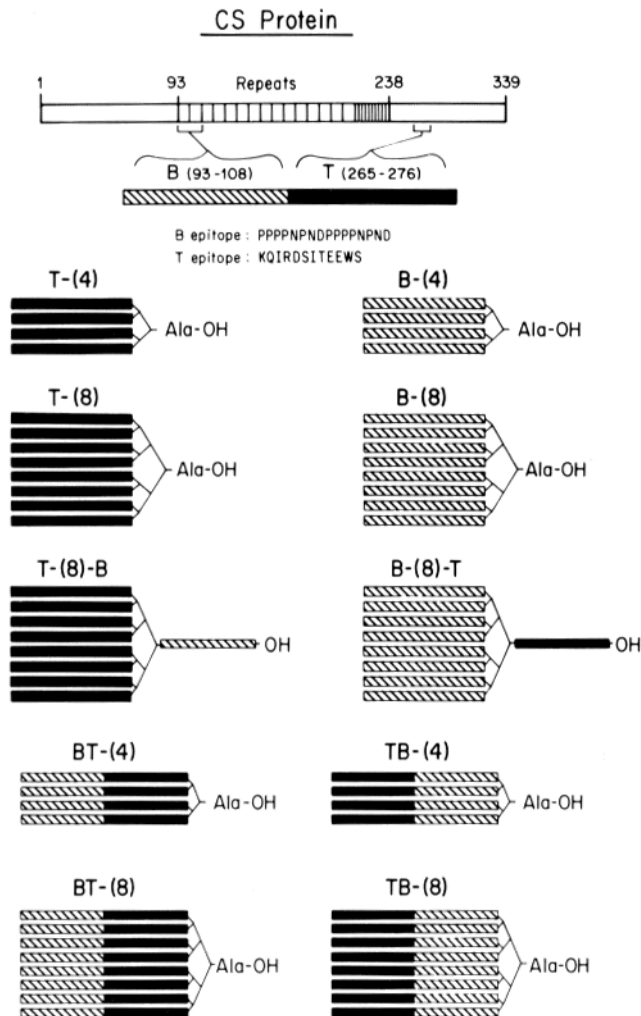 CS Protein
1 93 Repeats 238 339
B (93-108) T (265-276)
B epitope : PPPPNPNDPPPPNPND
T epitope : KQIRDSITEEWS
T-(4) B-(4)
Ala-OH Ala-OH
T-(8) B-(8)
Ala-OH Ala-OH
T-(8)-B B-(8)-T
OH OH
BT-(4) TB-(4)
Ala-OH Ala-OH
BT-(8) TB-(8)
Ala-OH Ala-OH